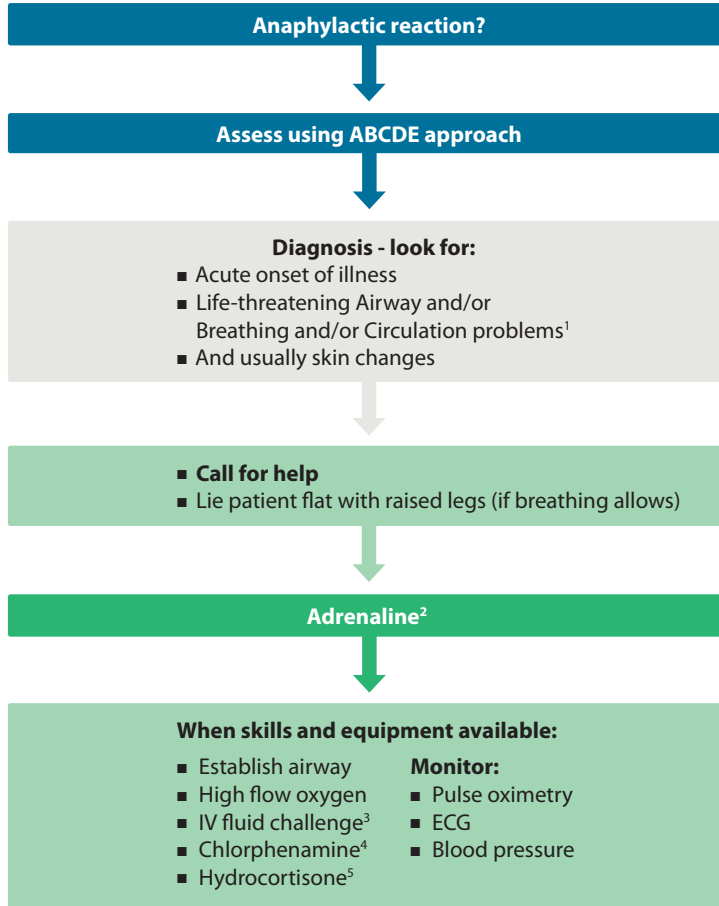 Anaphylactic reaction?
Assess using ABCDE approach
Diagnosis - look for:
■ Acute onset of illness
■ Life-threatening Airway and/or
Breathing and/or Circulation problems¹
■ And usually skin changes
■ Call for help
■ Lie patient flat with raised legs (if breathing allows)
Adrenaline²
When skills and equipment available:
■ Establish airway
■ High flow oxygen
■ IV fluid challenge³
■ Chlorphenamine⁴
■ Hydrocortisone⁵
Monitor:
■ Pulse oximetry
■ ECG
■ Blood pressure